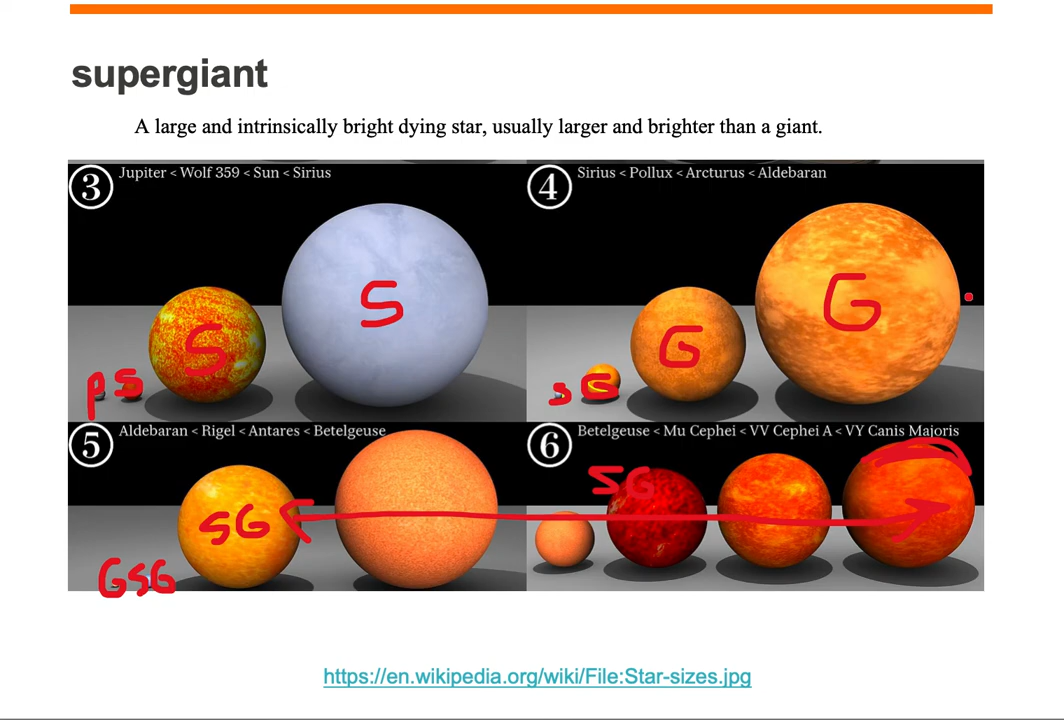 supergiant
A large and intrinsically bright dying star, usually larger and brighter than a giant.
3 Jupiter < Wolf 359 < Sun < Sirius
4 Sirius < Pollux < Arcturus < Aldebaran
p S S S
s G G G
5 Aldebaran < Rigel < Antares < Betelgeuse
6 Betelgeuse < Mu Cephei < VV Cephei A < VY Canis Majoris
G SG SG
SG
https://en.wikipedia.org/wiki/File:Star-sizes.jpg